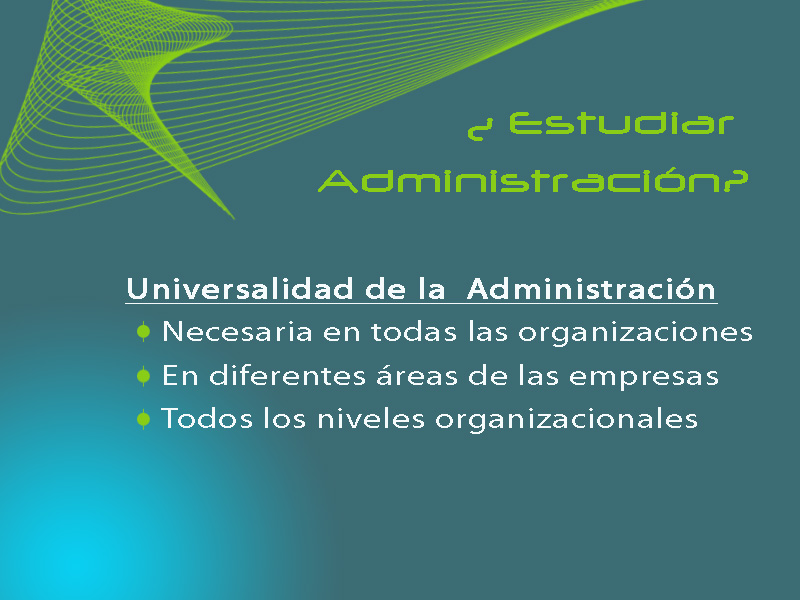 ¿ Estudiar
Administración?
Universalidad de la  Administración
Necesaria en todas las organizaciones
En diferentes áreas de las empresas
Todos los niveles organizacionales